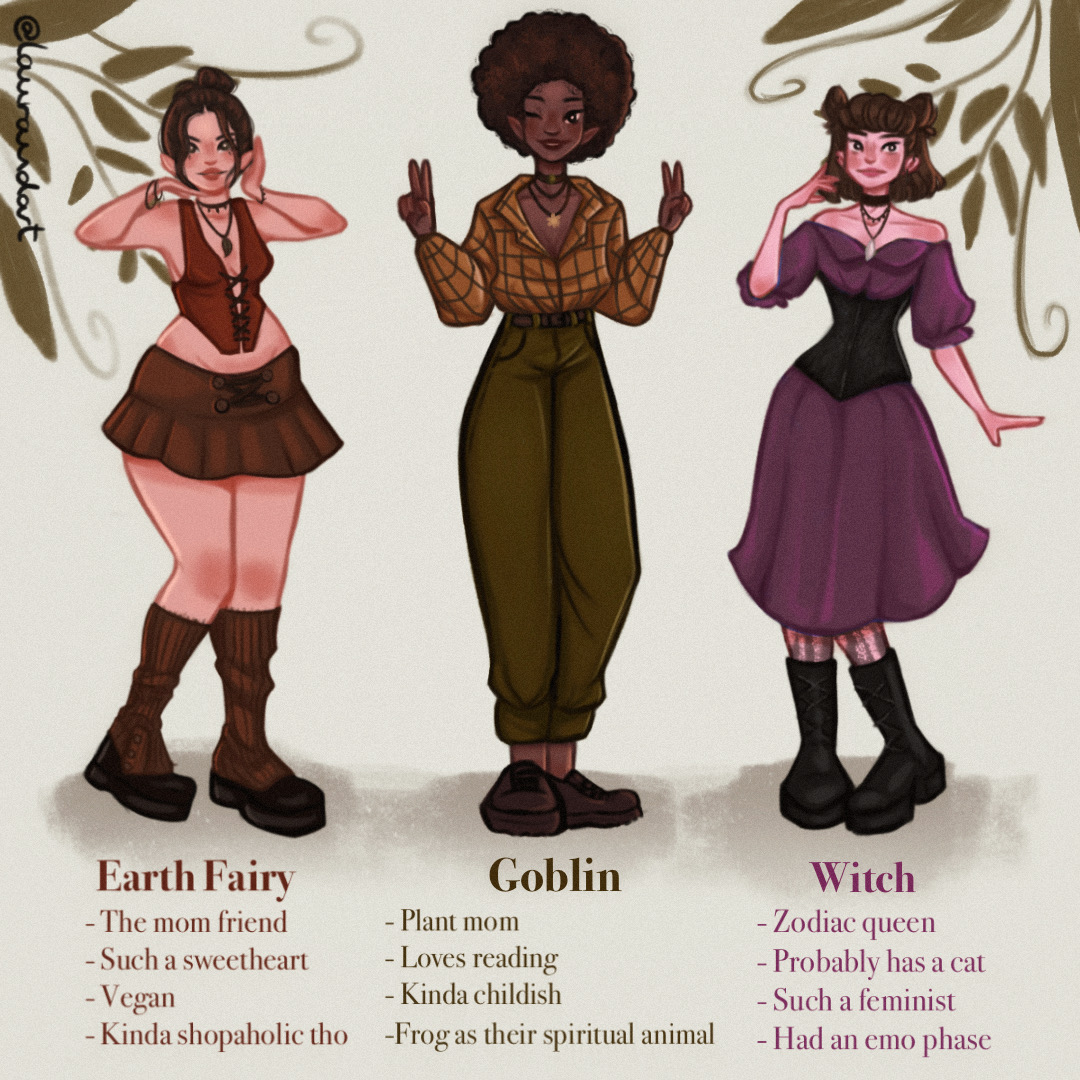 @lauraundart
Earth Fairy
- The mom friend
- Such a sweetheart
- Vegan
- Kinda shopaholic tho
Goblin
- Plant mom
- Loves reading
- Kinda childish
-Frog as their spiritual animal
Witch
- Zodiac queen
- Probably has a cat
- Such a feminist
- Had an emo phase